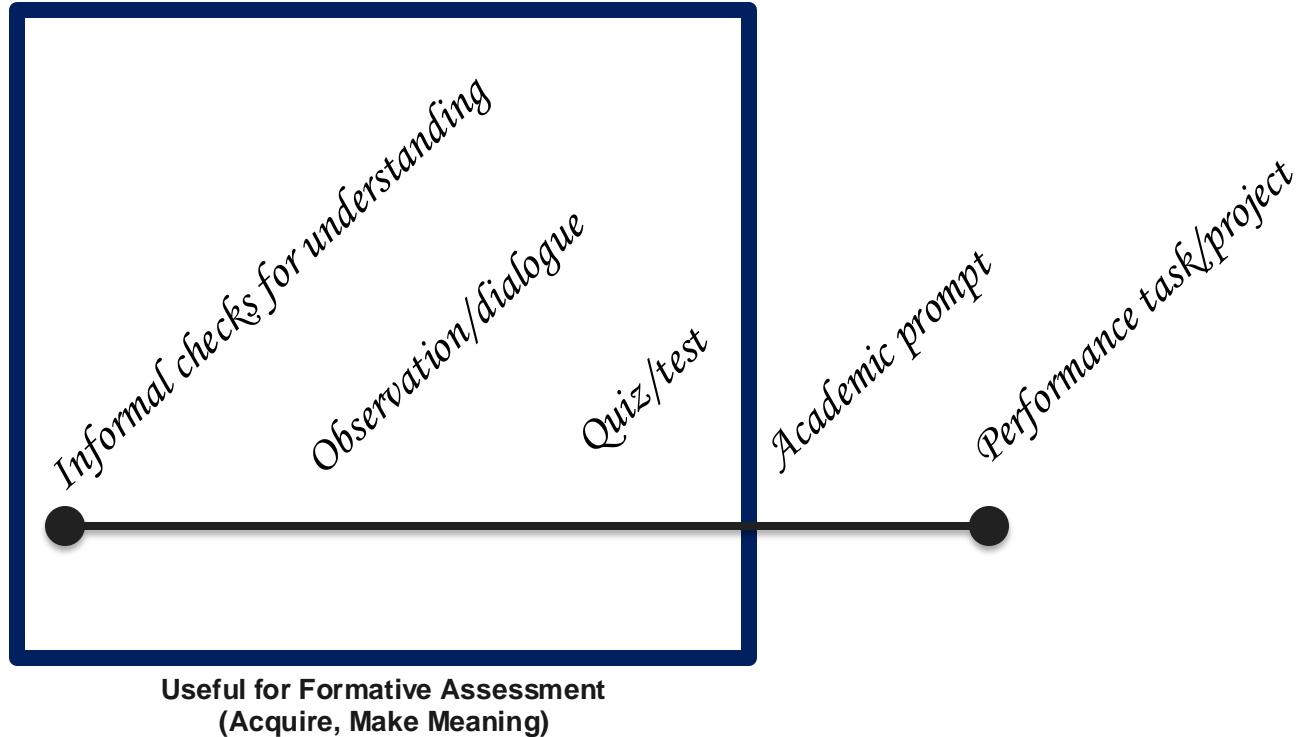 Informal checks for understanding
Observation/dialogue
Quiz/test
Academic prompt
Performance task/project
Useful for Formative Assessment
(Acquire, Make Meaning)